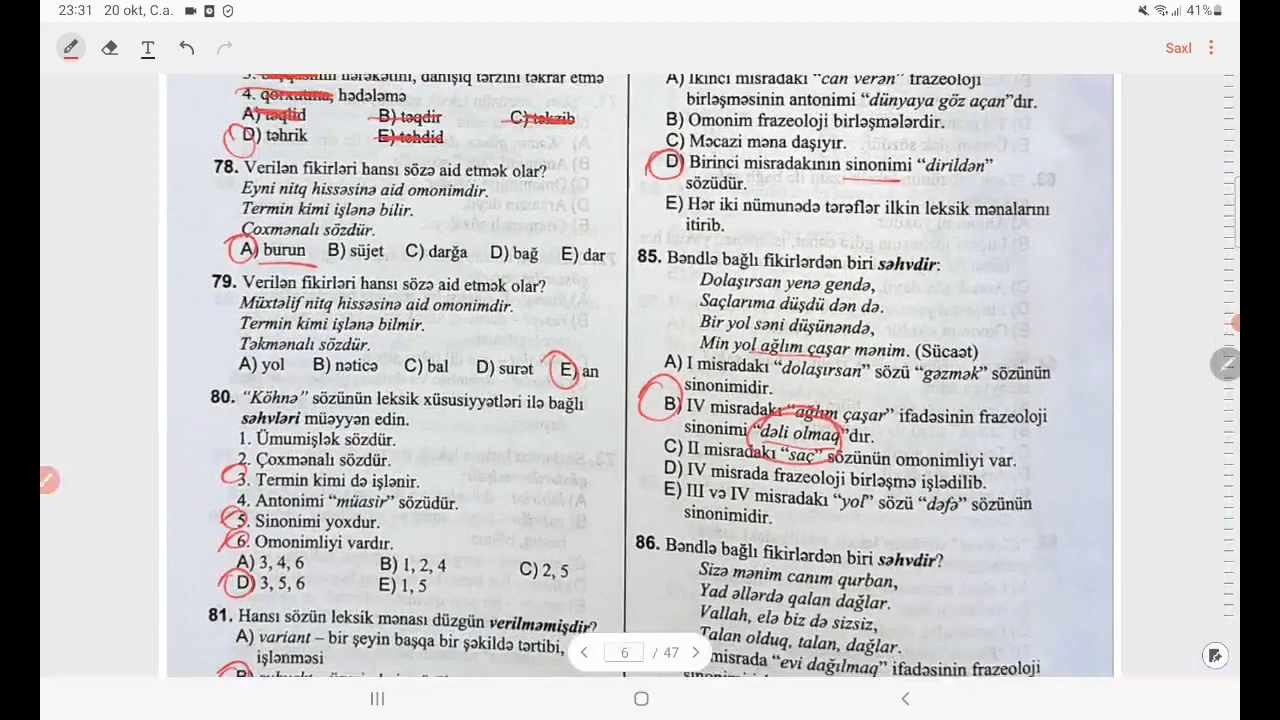 23:31 20 okt, C.a.
41%
T
Saxl
hərəkətini, danışıq tərzini təkrar etmə
4. qorxutma, hədələmə
A) təqlid B) təqdir C) təkzib
D) təhrik E) təhdid
78. Verilən fikirləri hansı sözə aid etmək olar?
Eyni nitq hissəsinə aid omonimdir.
Termin kimi işlənə bilir.
Çoxmənalı sözdür.
A) burun B) süjet C) darğa D) bağ E) dar
79. Verilən fikirləri hansı sözə aid etmək olar?
Müxtəlif nitq hissəsinə aid omonimdir.
Termin kimi işlənə bilmir.
Təkmənalı sözdür.
A) yol B) nəticə C) bal D) surət E) an
80. “Köhnə” sözünün leksik xüsusiyyətləri ilə bağlı
səhvləri müəyyən edin.
1. Ümumişlək sözdür.
2. Çoxmənalı sözdür.
3. Termin kimi də işlənir.
4. Antonimi “müasir” sözüdür.
5. Sinonimi yoxdur.
6. Omonimliyi vardır.
A) 3, 4, 6 B) 1, 2, 4 C) 2, 5
D) 3, 5, 6 E) 1, 5
81. Hansı sözün leksik mənası düzgün verilməmişdir?
A) variant – bir şeyin başqa bir şəkildə tərtibi,
işlənməsi
A) İkinci misradakı “can verən” frazeoloji
birləşməsinin antonimi “dünyaya göz açan”dır.
B) Omonim frazeoloji birləşmələrdir.
C) Məcazi məna daşıyır.
D) Birinci misradakının sinonimi “dirildən”
sözüdür.
E) Hər iki nümunədə tərəflər ilkin leksik mənalarını
itirib.
85. Bəndlə bağlı fikirlərdən biri səhvdir:
Dolaşırsan yenə gendə,
Saçlarıma düşdü dən də.
Bir yol səni düşünəndə,
Min yol ağlım çaşar mənim. (Sücaət)
A) I misradakı “dolaşırsan” sözü “gəzmək” sözünün
sinonimidir.
B) IV misradakı “ağlım çaşar” ifadəsinin frazeoloji
sinonimi “dəli olmaq”dır.
C) II misradakı “saç” sözünün omonimliyi var.
D) IV misrada frazeoloji birləşmə işlədilib.
E) III və IV misradakı “yol” sözü “dəfə” sözünün
sinonimidir.
86. Bəndlə bağlı fikirlərdən biri səhvdir?
Sizə mənim canım qurban,
Yad əllərdə qalan dağlar.
Vallah, elə biz də sizsiz,
Talan olduq, talan, dağlar.
misrada “evi dağılmaq” ifadəsinin frazeoloji
6 / 47